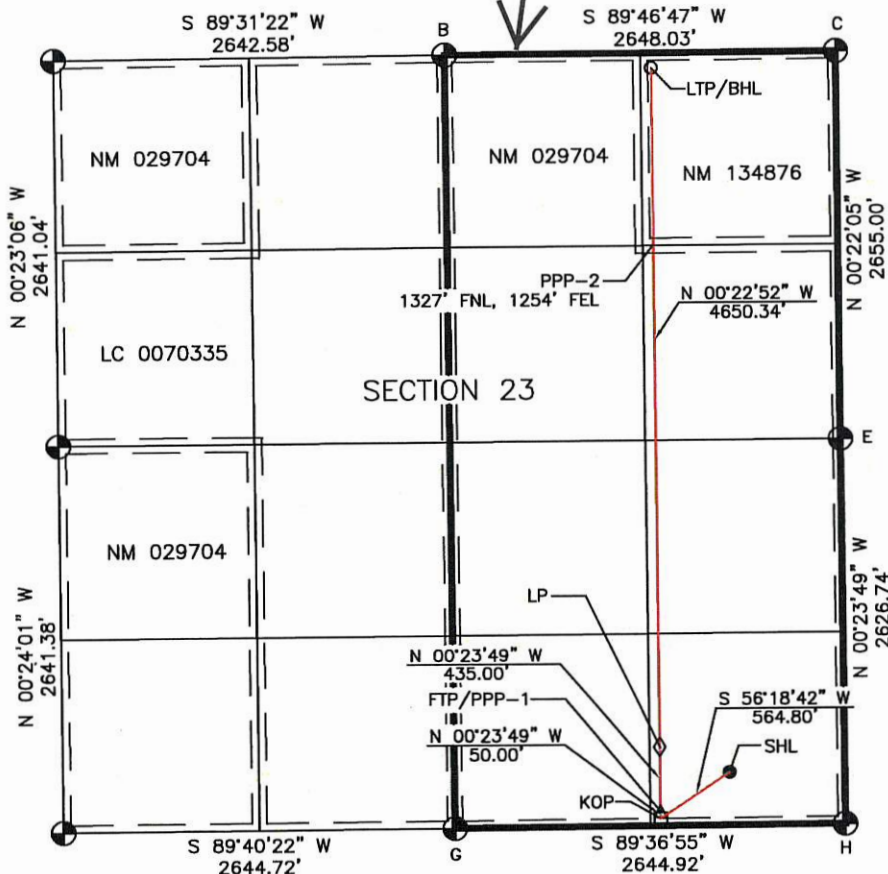 S 89°31'22" W
2642.58'
B
S 89°46'47" W
2648.03'
C
LTP/BHL
NM 029704
NM 029704
NM 134876
N 00°23'06" W
2641.04'
N 00°22'05" W
2655.00'
PPP-2
1327' FNL, 1254' FEL
N 00°22'52" W
4650.34'
LC 0070335
SECTION 23
E
NM 029704
N 00°24'01" W
2641.38'
N 00°23'49" W
2626.74'
LP
N 00°23'49" W
435.00'
FTP/PPP-1
N 00°23'49" W
50.00'
S 56°18'42" W
564.80'
SHL
KOP
S 89°40'22" W
2644.72'
G
S 89°36'55" W
2644.92'
H